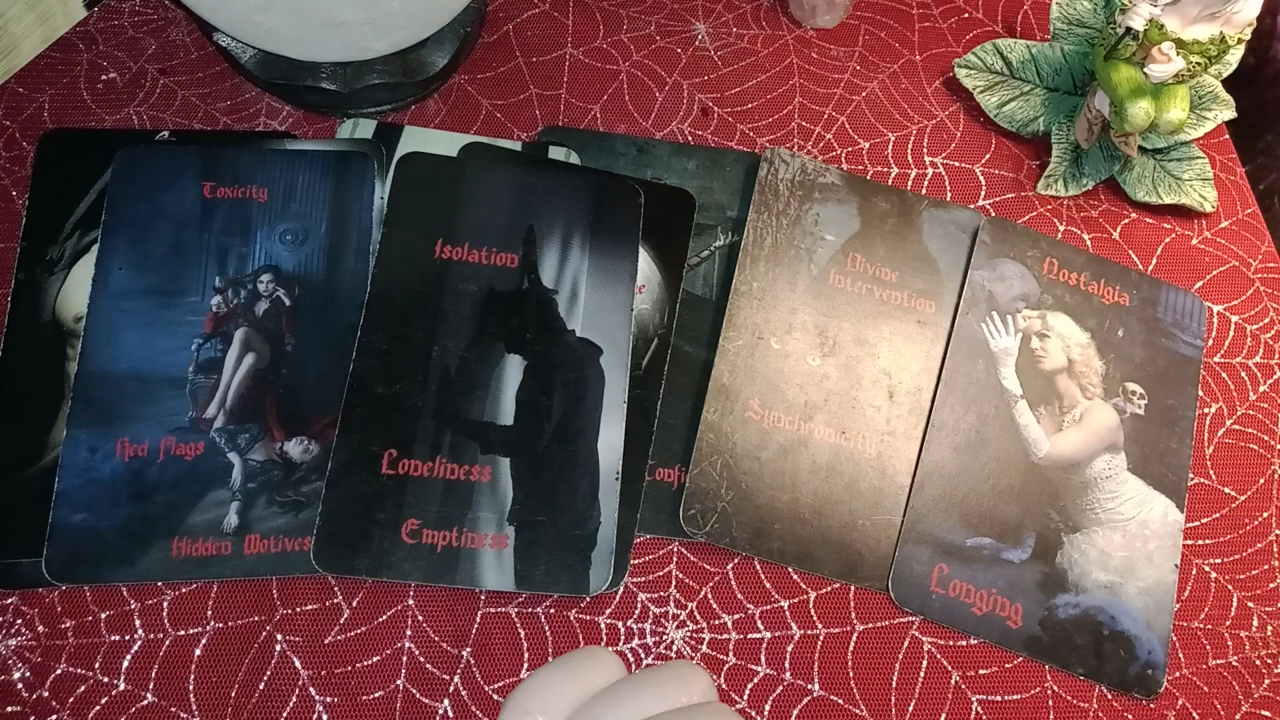 Toxicity
Red Flags
Hidden Motives
Isolation
Loneliness
Emptiness
Divine
Intervention
Synchronicity
Nostalgia
Longing